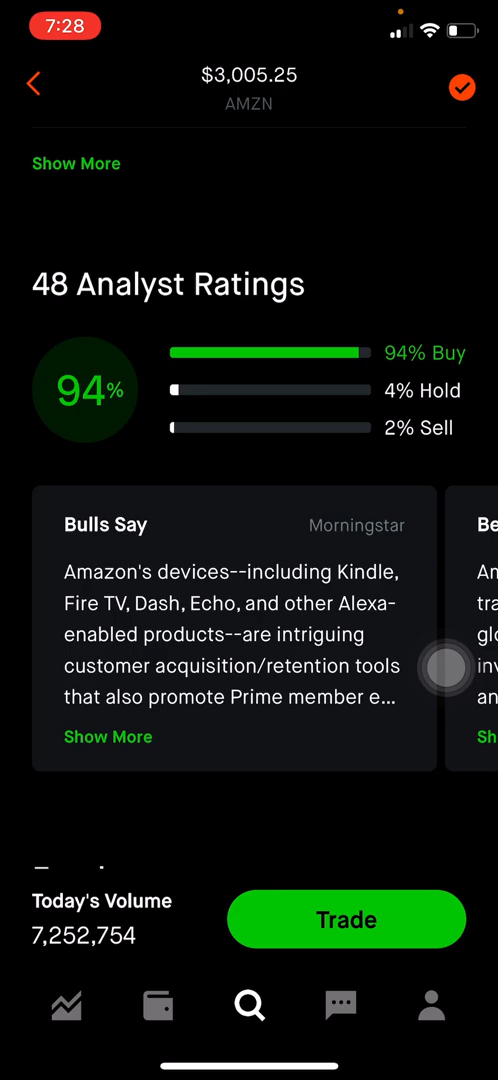 7:28
$3,005.25
AMZN
Show More
48 Analyst Ratings
94%
94% Buy
4% Hold
2% Sell
Bulls Say
Morningstar
Amazon's devices--including Kindle,
Fire TV, Dash, Echo, and other Alexa-
enabled products--are intriguing
customer acquisition/retention tools
that also promote Prime member e...
Show More
Today's Volume
7,252,754
Trade